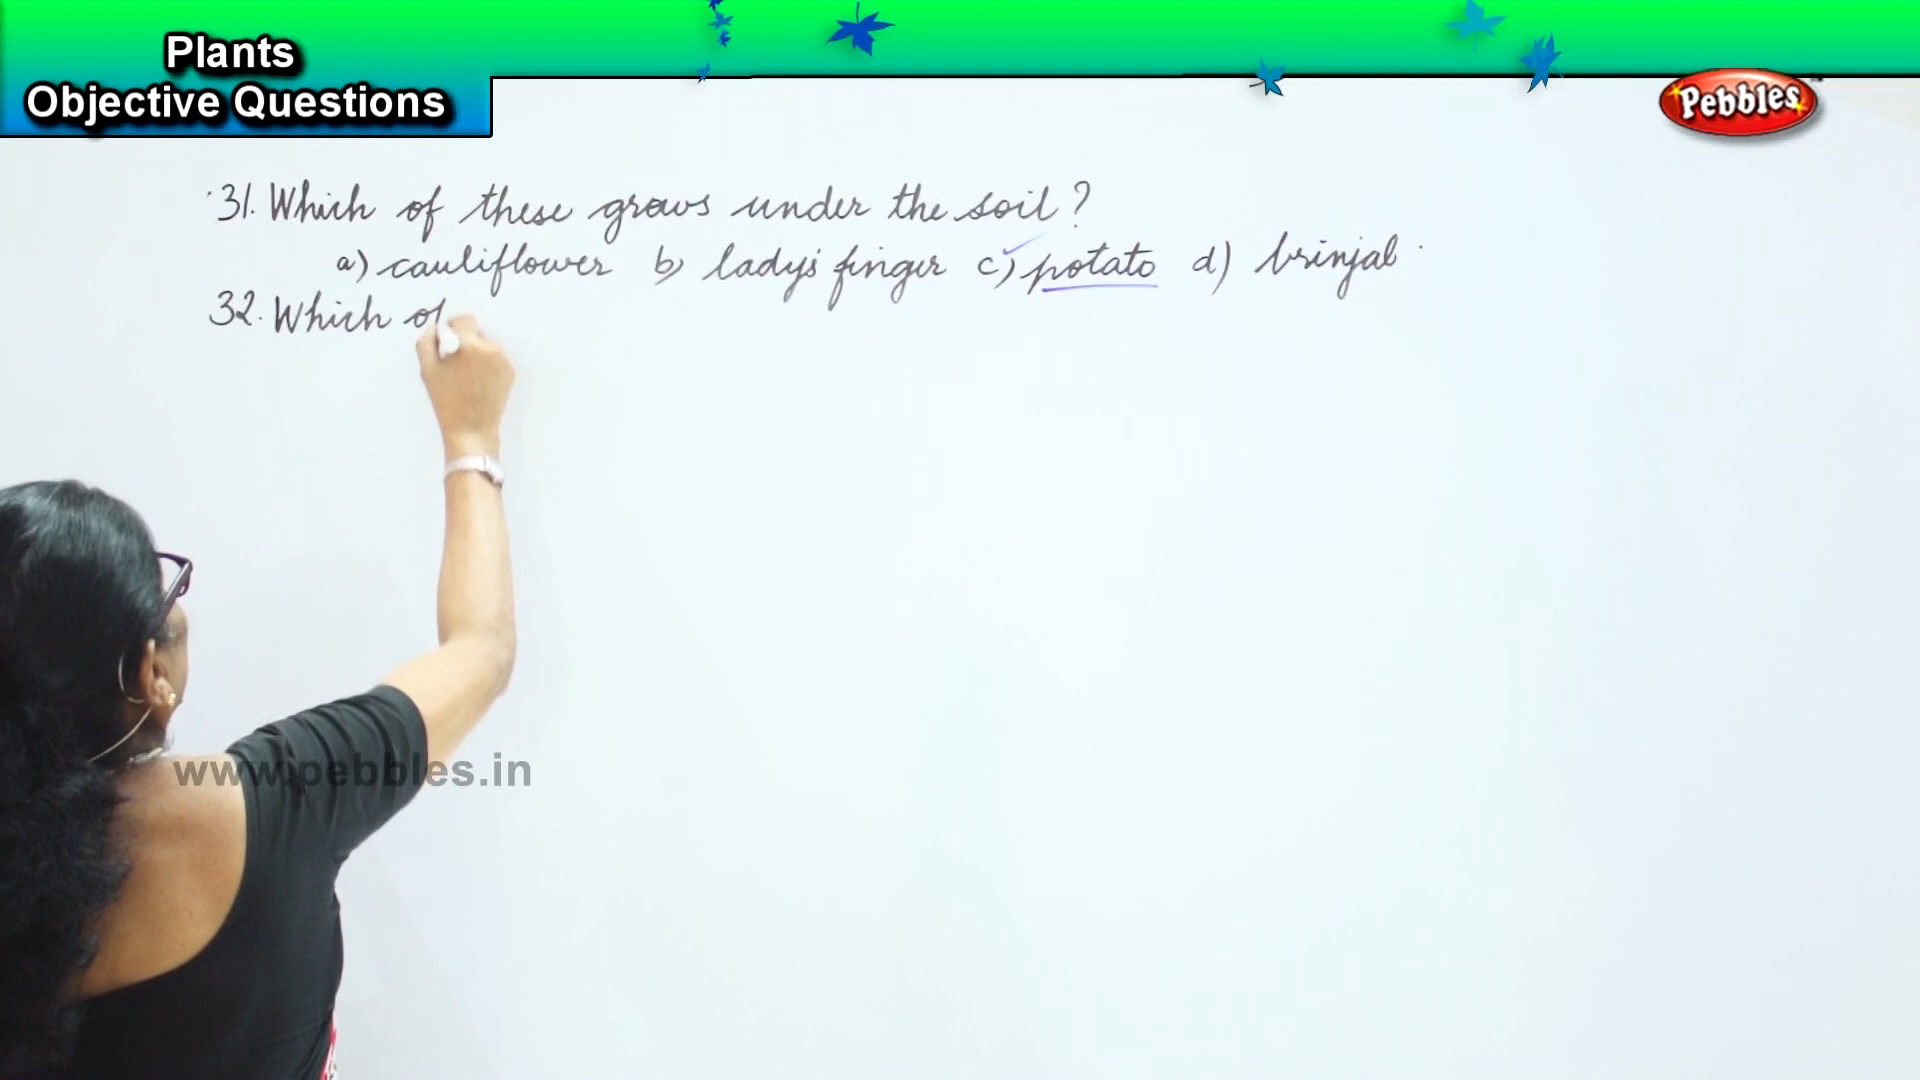 Plants
Objective Questions
Pebbles
31. Which of these grows under the soil?
a) cauliflower b) lady's finger c) potato d) brinjal
32. Which of
www.pebbles.in